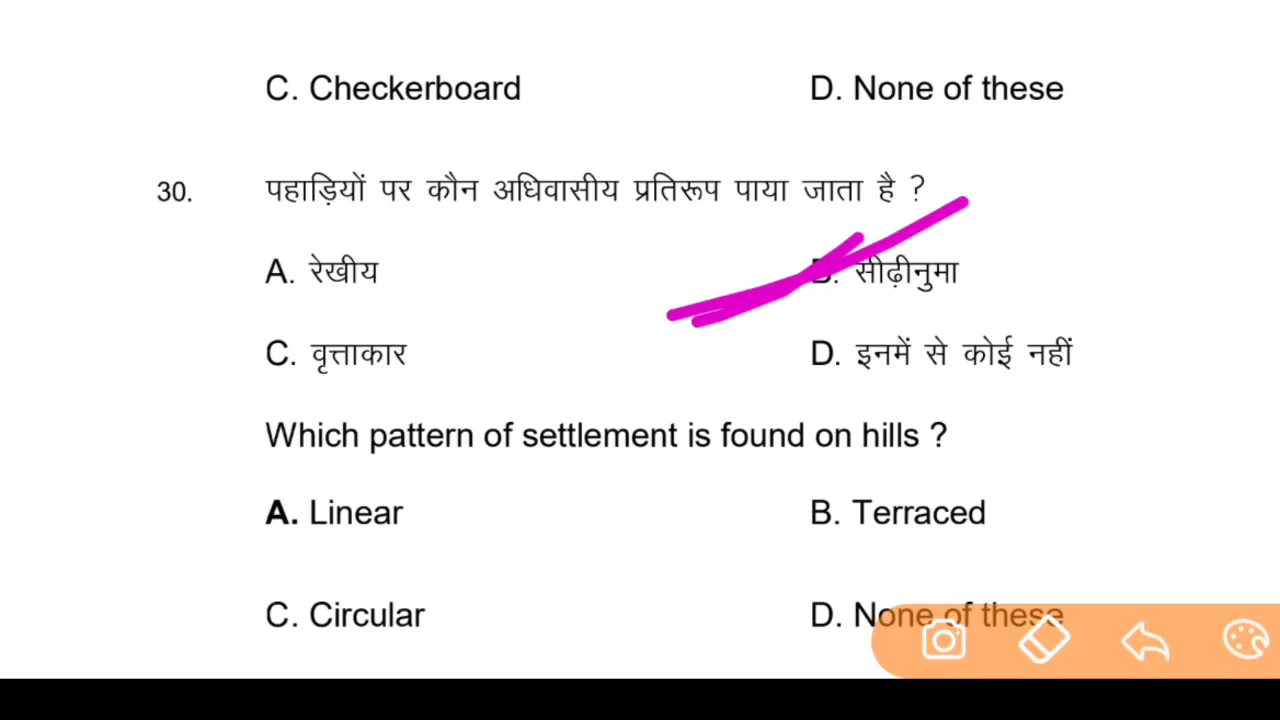 C. Checkerboard D. None of these
30. पहाड़ियों पर कौन अधिवासीय प्रतिरूप पाया जाता है ?
A. रेखीय B. सीढ़ीनुमा
C. वृत्ताकार D. इनमें से कोई नहीं
Which pattern of settlement is found on hills ?
A. Linear B. Terraced
C. Circular D. None of these